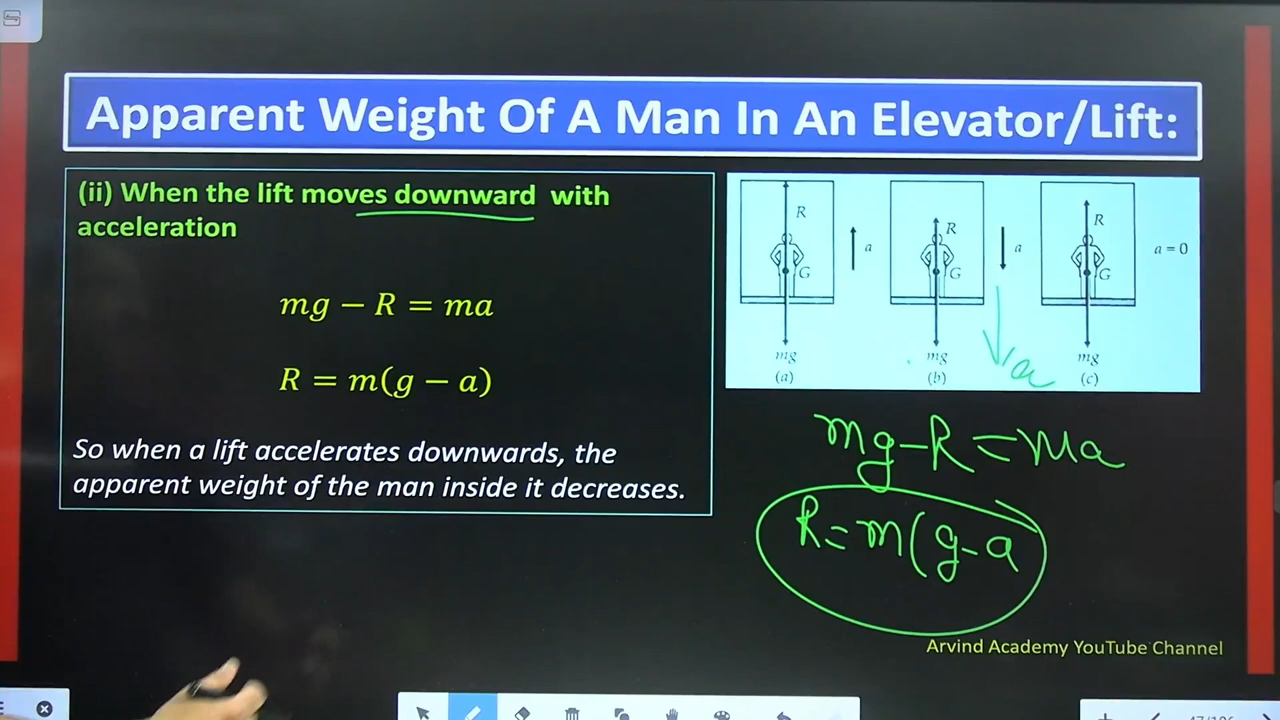 Apparent Weight Of A Man In An Elevator/Lift:
(ii) When the lift moves downward with
acceleration
mg − R = ma
R = m(g − a)
So when a lift accelerates downwards, the
apparent weight of the man inside it decreases.
R
a
G
mg
(a)
R
a
G
mg
(b)
a
R
a = 0
G
mg
(c)
mg-R=ma
R=m(g-a
Arvind Academy YouTube Channel